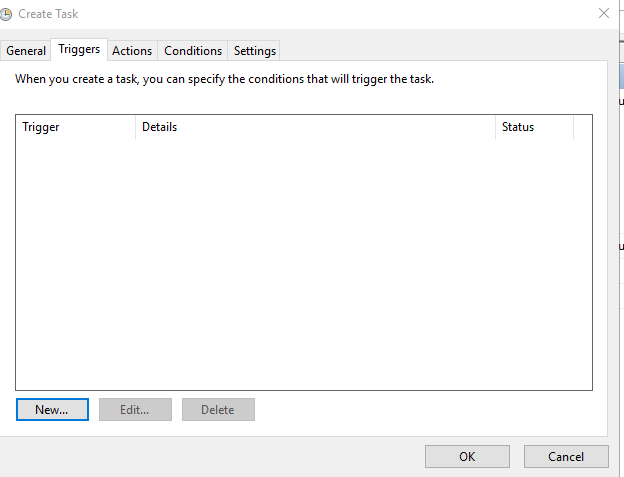 Create Task
General Triggers Actions Conditions Settings
When you create a task, you can specify the conditions that will trigger the task.
Trigger Details Status
New... Edit... Delete
OK Cancel